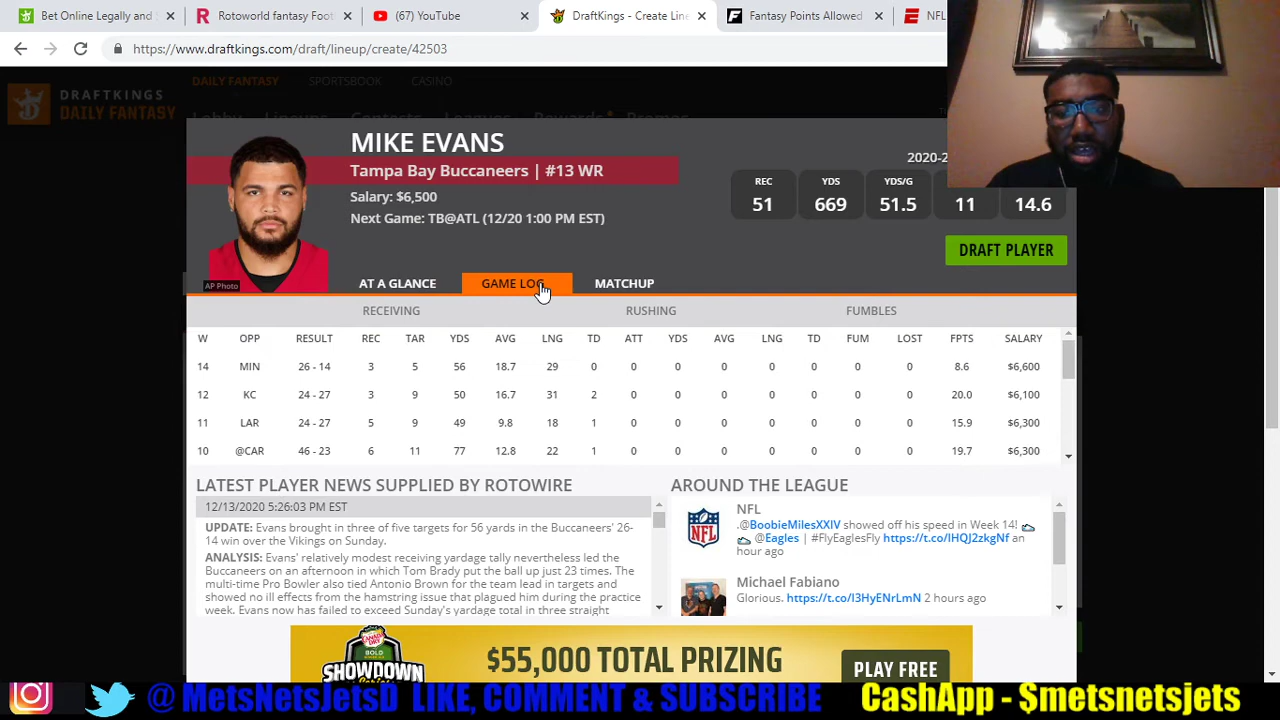 Bet Online Legally and S
Rotoworld fantasy Foot
(67) YouTube
DraftKings - Create Line
Fantasy Points Allowed
NFL
https://www.draftkings.com/draft/lineup/create/42503
DRAFTKINGS
DAILY FANTASY
DAILY FANTASY SPORTSBOOK CASINO
Lobby Lineups Contests Leagues Rewards Promos
MIKE EVANS
Tampa Bay Buccaneers | #13 WR
Salary: $6,500
Next Game: TB@ATL (12/20 1:00 PM EST)
2020-2
REC YDS YDS/G
51 669 51.5 11 14.6
DRAFT PLAYER
AP Photo
AT A GLANCE GAME LOG MATCHUP
RECEIVING RUSHING FUMBLES
W OPP RESULT REC TAR YDS AVG LNG TD ATT YDS AVG LNG TD FUM LOST FPTS SALARY
14 MIN 26 - 14 3 5 56 18.7 29 0 0 0 0 0 0 0 0 8.6 $6,600
12 KC 24 - 27 3 9 50 16.7 31 2 0 0 0 0 0 0 0 20.0 $6,100
11 LAR 24 - 27 5 9 49 9.8 18 1 0 0 0 0 0 0 0 15.9 $6,300
10 @CAR 46 - 23 6 11 77 12.8 22 1 0 0 0 0 0 0 0 19.7 $6,300
LATEST PLAYER NEWS SUPPLIED BY ROTOWIRE
12/13/2020 5:26:03 PM EST
UPDATE: Evans brought in three of five targets for 56 yards in the Buccaneers' 26-
14 win over the Vikings on Sunday.
ANALYSIS: Evans' relatively modest receiving yardage tally nevertheless led the
Buccaneers on an afternoon in which Tom Brady put the ball up just 23 times. The
multi-time Pro Bowler also tied Antonio Brown for the team lead in targets and
showed no ill effects from the hamstring issue that plagued him during the practice
week. Evans now has failed to exceed Sunday's yardage total in three straight
AROUND THE LEAGUE
NFL
.@BoobieMilesXXIV showed off his speed in Week 14!
@Eagles | #FlyEaglesFly https://t.co/IHQJ2zkgNf an
hour ago
Michael Fabiano
Glorious. https://t.co/I3HyENrLmN 2 hours ago
CANADA DRY
BOLD
SHOWDOWN
$55,000 TOTAL PRIZING
PLAY FREE
@MetsNetsJetsD LIKE, COMMENT & SUBSCRIBE CashApp - $metsnetsjets